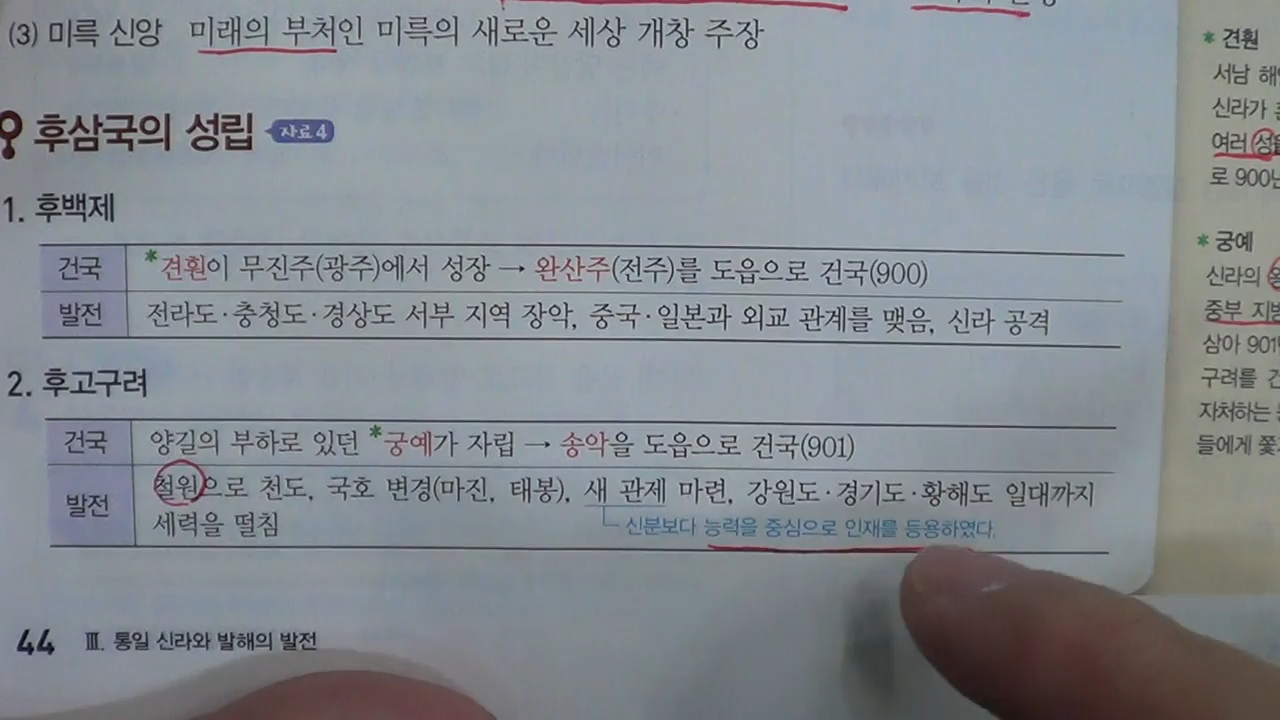 (3) 미륵 신앙 미래의 부처인 미륵의 새로운 세상 개창 주장
후삼국의 성립 자료 4
1. 후백제
건국 *견훤이 무진주(광주)에서 성장 → 완산주(전주)를 도읍으로 건국(900)
발전 전라도·충청도·경상도 서부 지역 장악, 중국·일본과 외교 관계를 맺음, 신라 공격
2. 후고구려
건국 양길의 부하로 있던 *궁예가 자립 → 송악을 도읍으로 건국(901)
발전 철원으로 천도, 국호 변경(마진, 태봉), 새 관제 마련, 강원도·경기도·황해도 일대까지
세력을 떨침
신분보다 능력을 중심으로 인재를 등용하였다.
44 Ⅲ. 통일 신라와 발해의 발전
* 견훤
서남
신라가
여러
로 900
* 궁예
신라의
중부
삼아 901
구려를
자처하는
들에게